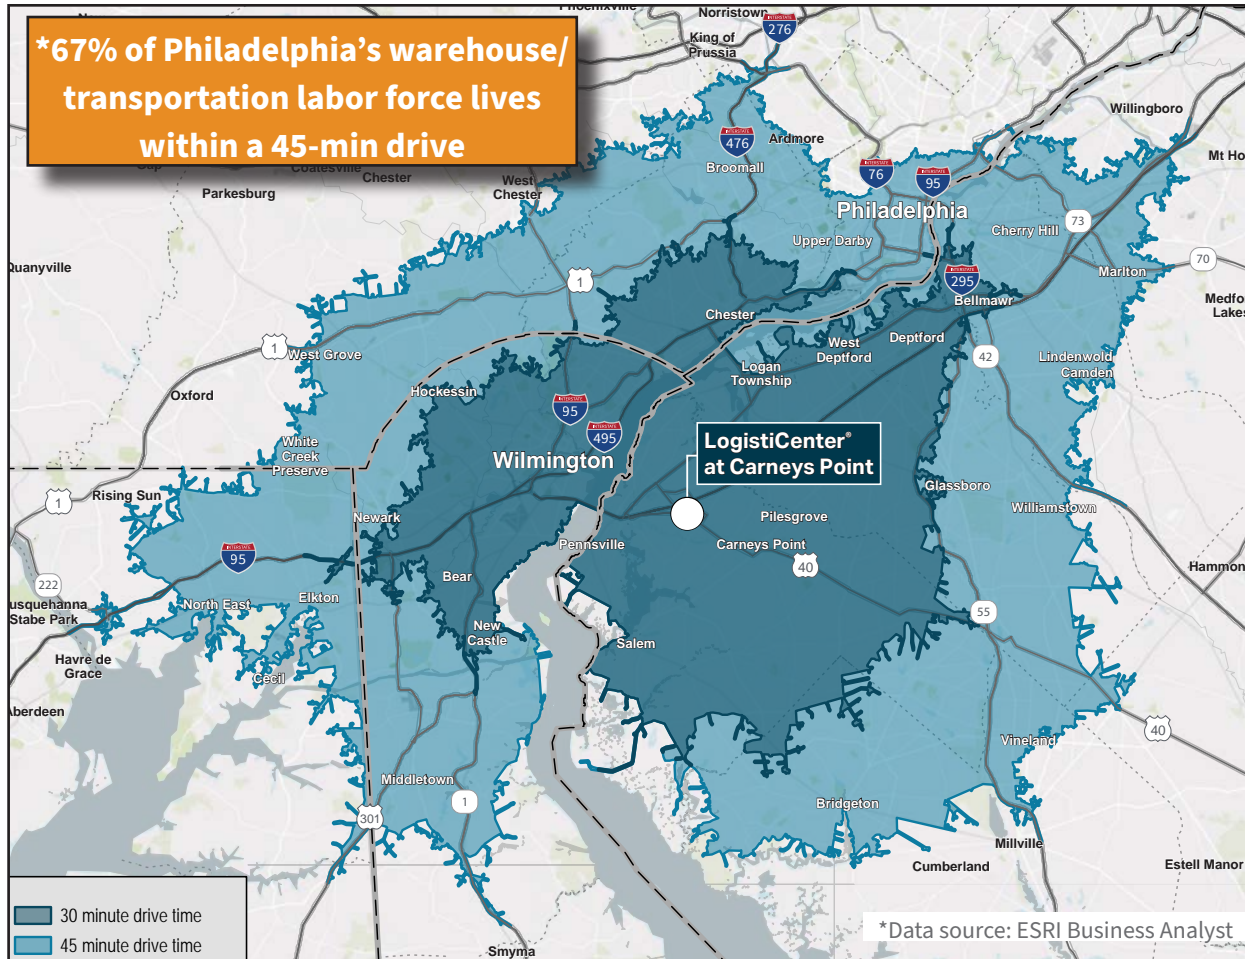 *67% of Philadelphia's warehouse/
transportation labor force lives
within a 45-min drive
Norristown
276
King of
Prussia
Willingboro
476
Ardmore
Broomall
76
95
Mt Ho
Coatesville
Chester
West
Chester
Parkesburg
Philadelphia
Upper Darby
Cherry Hill
73
Quanyville
1
295
Marlton
70
Bellmawr
Medfo
Lakes
Chester
West
Deptford
Deptford
1
West Grove
42
Lindenwold
Camden
Logan
Township
Oxford
Hockessin
95
495
White
Creek
Preserve
Wilmington
LogistiCenter®
at Carneys Point
Rising Sun
1
Glassboro
Newark
Williamstown
Pilesgrove
Pennsville
Carneys Point
95
40
Hammon
222
Bear
usquehanna
Stabe Park
North East
Elkton
55
New
Castle
Salem
Havre de
Grace
Cecil
Aberdeen
40
Vineland
Middletown
1
301
Bridgeton
Millville
Cumberland
Estell Manor
30 minute drive time
45 minute drive time
Smyma
*Data source: ESRI Business Analyst